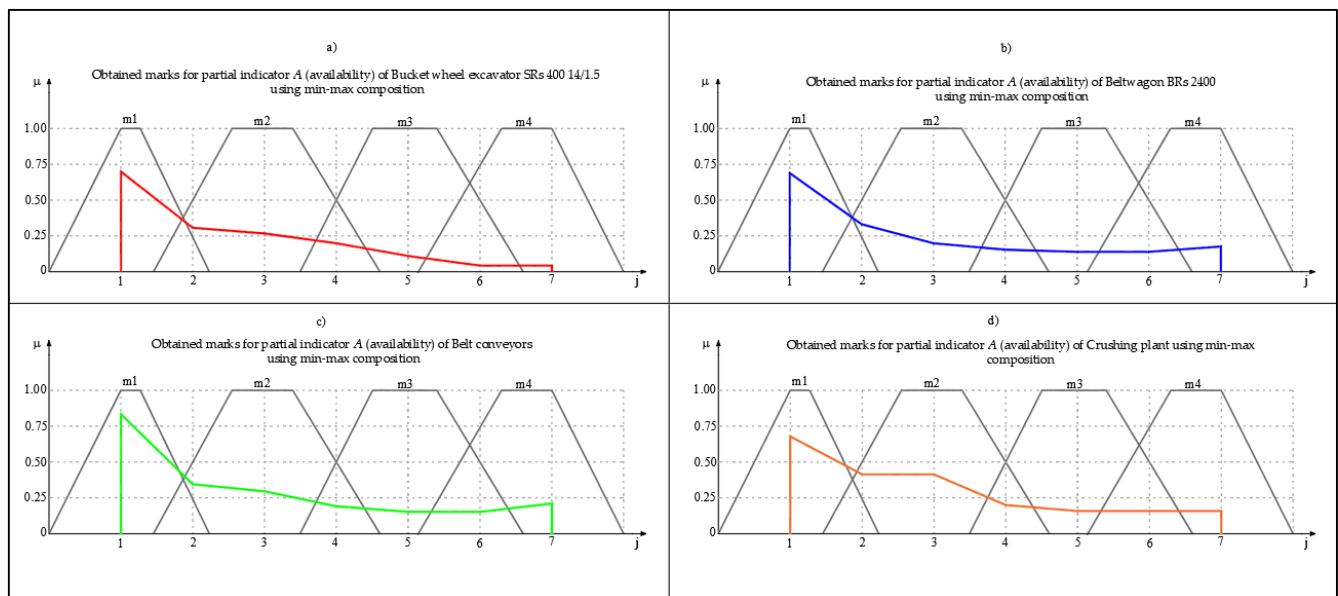 a)
Obtained marks for partial indicator A (availability) of Bucket wheel excavator SRs 400 14/1.5
using min-max composition
μ
m1 m2 m3 m4
1.00
0.75
0.50
0.25
0
1 2 3 4 5 6 7 j
b)
Obtained marks for partial indicator A (availability) of Beltwagon BRs 2400
using min-max composition
μ
m1 m2 m3 m4
1.00
0.75
0.50
0.25
0
1 2 3 4 5 6 7 j
c)
Obtained marks for partial indicator A (availability) of Belt conveyors
using min-max composition
μ
m1 m2 m3 m4
1.00
0.75
0.50
0.25
0
1 2 3 4 5 6 7 j
d)
Obtained marks for partial indicator A (availability) of Crushing plant using min-max
composition
μ
m1 m2 m3 m4
1.00
0.75
0.50
0.25
0
1 2 3 4 5 6 7 j